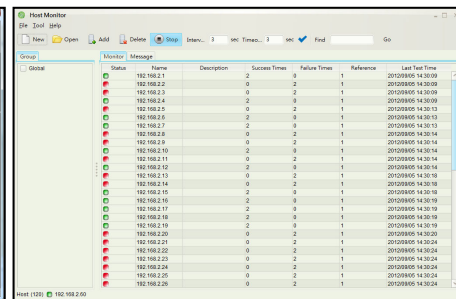 Host Monitor
File Tool Help
New Open Add Delete Stop Interv... 3 sec Timeo... 3 sec Find Go
Group Monitor Message
Global
Status Name Description Success Times Failure Times Reference Last Test Time
192.168.2.1 2 0 1 2012/09/05 14:30:09
192.168.2.2 0 2 1 2012/09/05 14:30:09
192.168.2.3 0 2 1 2012/09/05 14:30:09
192.168.2.4 0 2 1 2012/09/05 14:30:09
192.168.2.5 0 2 1 2012/09/05 14:30:13
192.168.2.6 2 0 1 2012/09/05 14:30:13
192.168.2.7 2 0 1 2012/09/05 14:30:13
192.168.2.8 0 2 1 2012/09/05 14:30:14
192.168.2.9 0 2 1 2012/09/05 14:30:14
192.168.2.10 2 0 1 2012/09/05 14:30:14
192.168.2.11 0 2 1 2012/09/05 14:30:14
192.168.2.12 2 0 1 2012/09/05 14:30:14
192.168.2.13 0 2 1 2012/09/05 14:30:18
192.168.2.14 0 2 1 2012/09/05 14:30:18
192.168.2.15 2 0 1 2012/09/05 14:30:18
192.168.2.16 2 0 1 2012/09/05 14:30:19
192.168.2.17 2 0 1 2012/09/05 14:30:19
192.168.2.18 2 0 1 2012/09/05 14:30:19
192.168.2.19 2 0 1 2012/09/05 14:30:19
192.168.2.20 0 2 1 2012/09/05 14:30:20
192.168.2.21 0 2 1 2012/09/05 14:30:24
192.168.2.22 0 2 1 2012/09/05 14:30:24
192.168.2.23 0 2 1 2012/09/05 14:30:24
192.168.2.24 0 2 1 2012/09/05 14:30:24
192.168.2.25 0 2 1 2012/09/05 14:30:24
192.168.2.26 0 2 1 2012/09/05 14:30:24
Host (120) 192.168.2.60